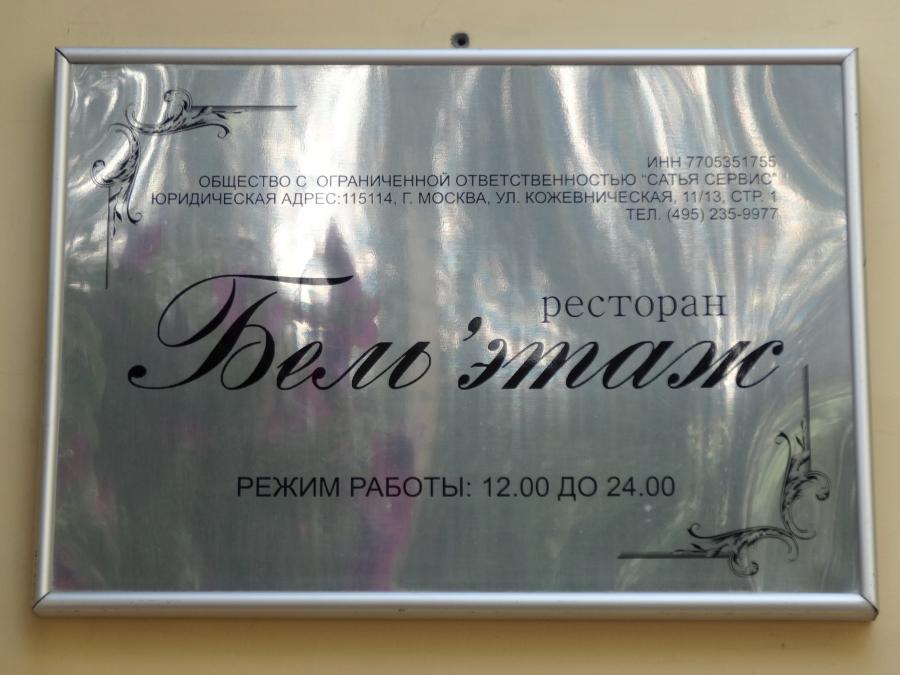 ИНН 7705351755
ОБЩЕСТВО С ОГРАНИЧЕННОЙ ОТВЕТСТВЕННОСТЬЮ "САТЬЯ СЕРВИС"
ЮРИДИЧЕСКАЯ АДРЕС:115114, Г. МОСКВА, УЛ. КОЖЕВНИЧЕСКАЯ, 11/13, СТР. 1
ТЕЛ. (495) 235-9977
ресторан
Бель'этаж
РЕЖИМ РАБОТЫ: 12.00 ДО 24.00